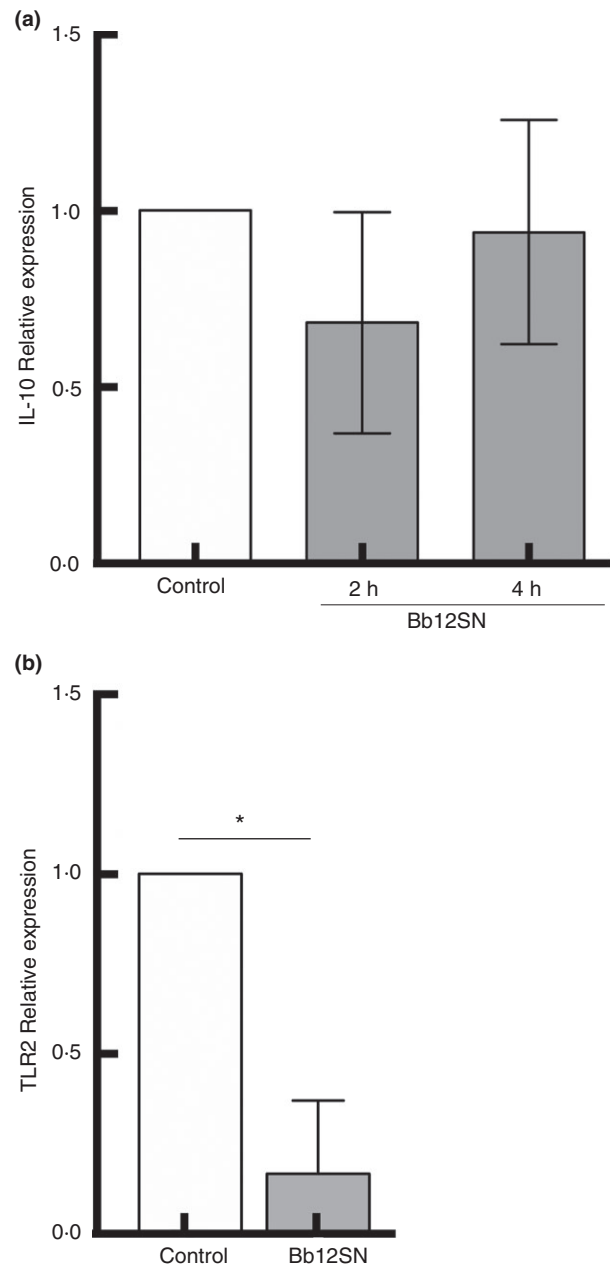 (a)
1·5
1·0
0·5
0·0
IL-10 Relative expression
Control
2 h
4 h
Bb12SN
(b)
1·5
1·0
0·5
0·0
TLR2 Relative expression
*
Control
Bb12SN